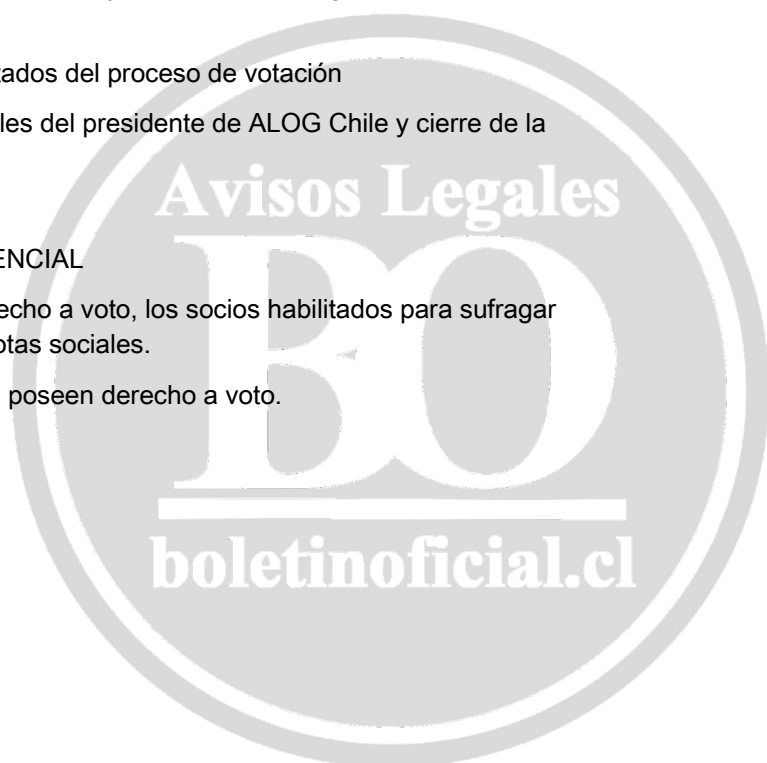 tados del proceso de votación
les del presidente de ALOG Chile y cierre de la
Avisos Legales
ENCIAL
echo a voto, los socios habilitados para sufragar
otas sociales.
poseen derecho a voto.
BO
boletinoficial.cl